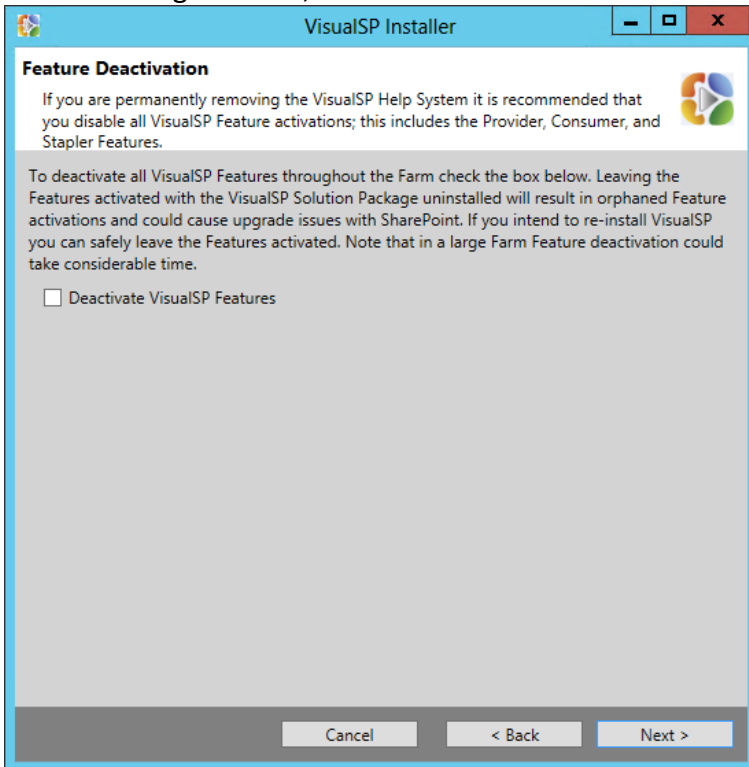 VisualSP Installer
Feature Deactivation
If you are permanently removing the VisualSP Help System it is recommended that
you disable all VisualSP Feature activations; this includes the Provider, Consumer, and
Stapler Features.
To deactivate all VisualSP Features throughout the Farm check the box below. Leaving the
Features activated with the VisualSP Solution Package uninstalled will result in orphaned Feature
activations and could cause upgrade issues with SharePoint. If you intend to re-install VisualSP
you can safely leave the Features activated. Note that in a large Farm Feature deactivation could
take considerable time.
Deactivate VisualSP Features
Cancel
< Back
Next >